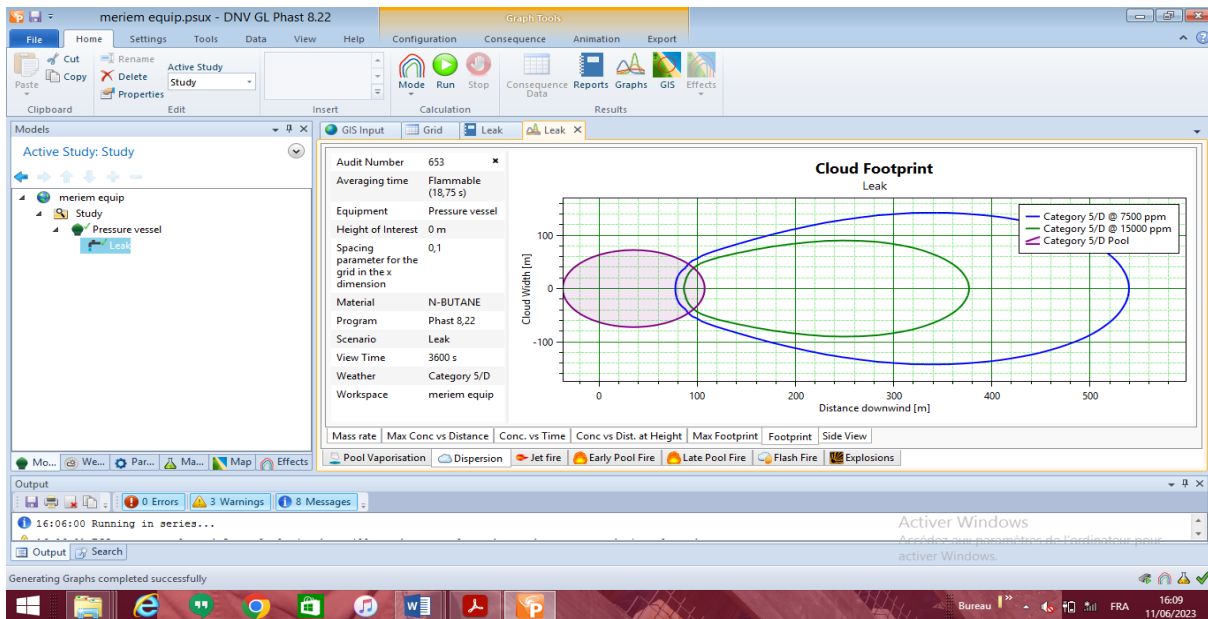 meriem equip.psux - DNV GL Phast 8.22
Graph Tools
File Home Settings Tools Data View Help Configuration Consequence Animation Export
Paste
Cut
Copy
Clipboard
Rename
Delete
Properties
Active Study
Study
Edit
Insert
Mode Run Stop
Calculation
Consequence Data
Reports Graphs GIS Effects
Results
Models
Active Study: Study
meriem equip
Study
Pressure vessel
Leak
Mo... We... Par... Ma... Map Effects
GIS Input Grid Leak Leak
Audit Number 653
Averaging time Flammable
(18,75 s)
Equipment Pressure vessel
Height of Interest 0 m
Spacing 0,1
parameter for the
grid in the x
dimension
Material N-BUTANE
Program Phast 8,22
Scenario Leak
View Time 3600 s
Weather Category 5/D
Workspace meriem equip
Cloud Footprint
Leak
Category 5/D @ 7500 ppm
Category 5/D @ 15000 ppm
Category 5/D Pool
Cloud Width [m]
100
0
-100
0 100 200 300 400 500
Distance downwind [m]
Mass rate Max Conc vs Distance Conc. vs Time Conc vs Dist. at Height Max Footprint Footprint Side View
Pool Vaporisation Dispersion Jet fire Early Pool Fire Late Pool Fire Flash Fire Explosions
Output
0 Errors 3 Warnings 8 Messages
16:06:00 Running in series...
Activer Windows
Accédez aux paramètres de l'ordinateur pour
activer Windows.
Output Search
Generating Graphs completed successfully
Bureau FRA 16:09
11/06/2023